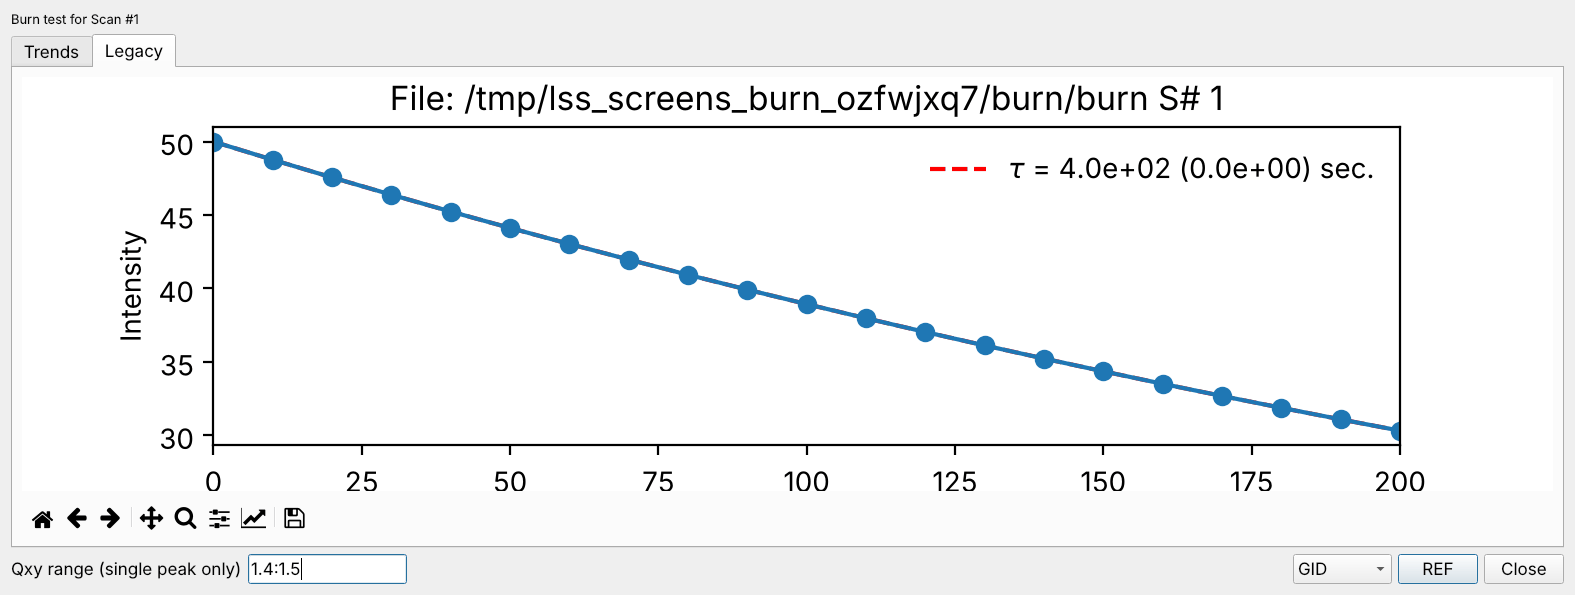 Burn test for Scan #1
Trends Legacy
File: /tmp/lss_screens_burn_ozfwjxq7/burn/burn S# 1
τ = 4.0e+02 (0.0e+00) sec.
Intensity
50
45
40
35
30
0 25 50 75 100 125 150 175 200
Qxy range (single peak only) 1.4:1.5 GID REF Close